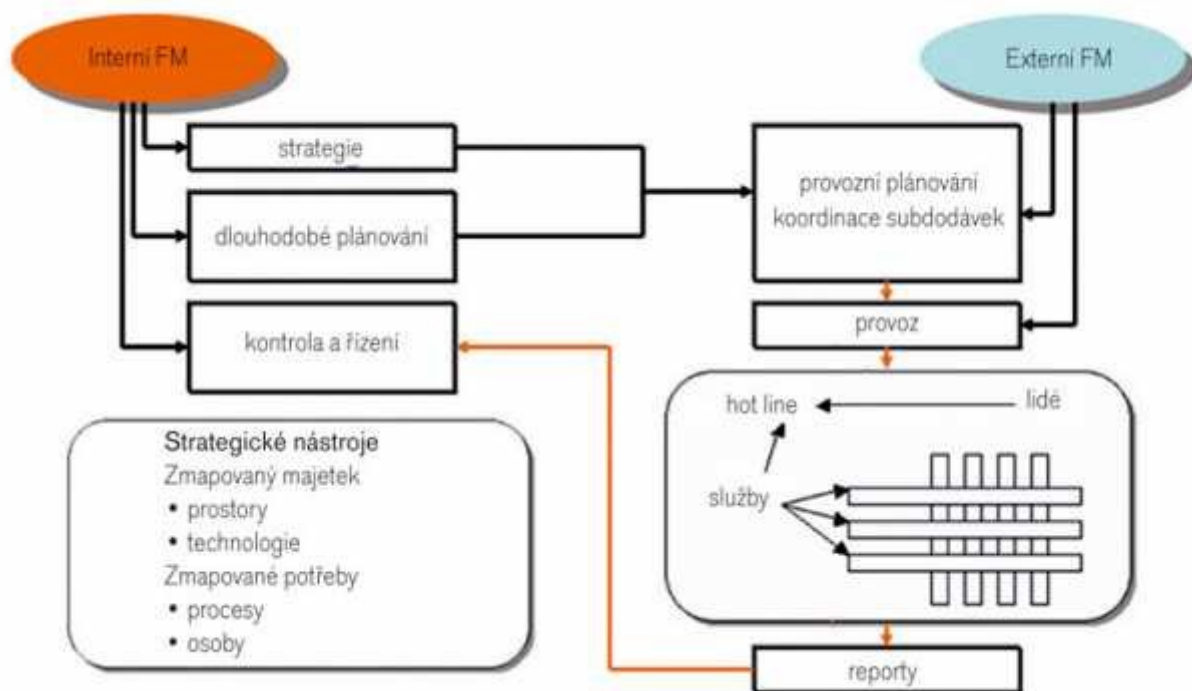 Interní FM
Externí FM
strategie
dlouhodobé plánování
kontrola a řízení
provozní plánování
koordinace subdodávek
provoz
hot line
lidé
služby
reporty
Strategické nástroje
Zmapovaný majetek
• prostory
• technologie
Zmapované potřeby
• procesy
• osoby